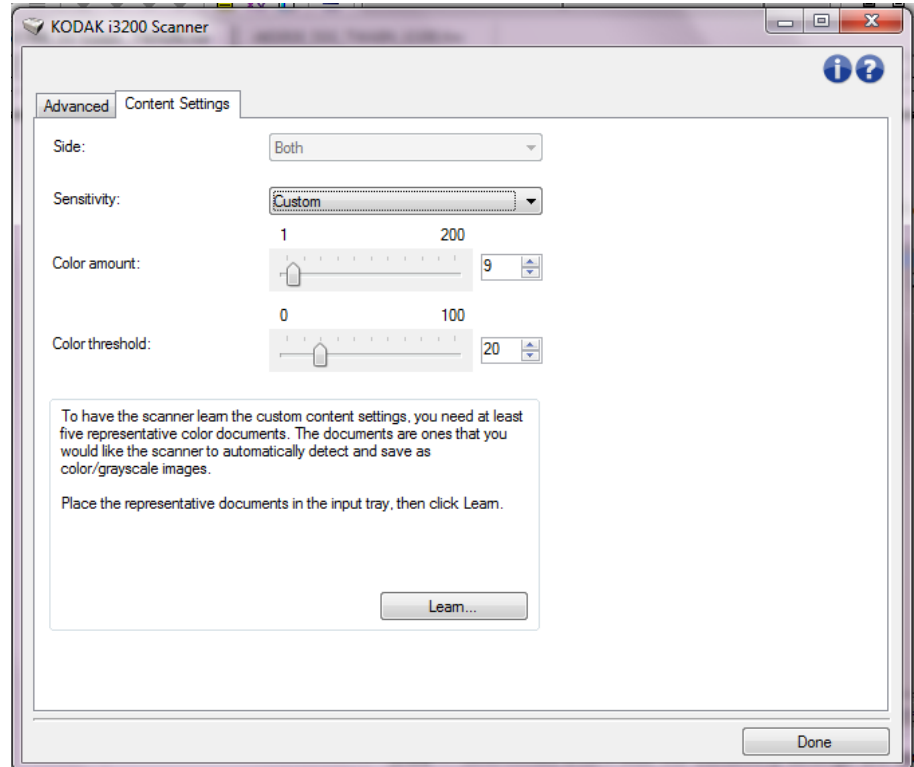 KODAK i3200 Scanner
Advanced Content Settings
Side: Both
Sensitivity: Custom
1 200
Color amount: 9
0 100
Color threshold: 20
To have the scanner learn the custom content settings, you need at least
five representative color documents. The documents are ones that you
would like the scanner to automatically detect and save as
color/grayscale images.
Place the representative documents in the input tray, then click Learn.
Learn...
Done